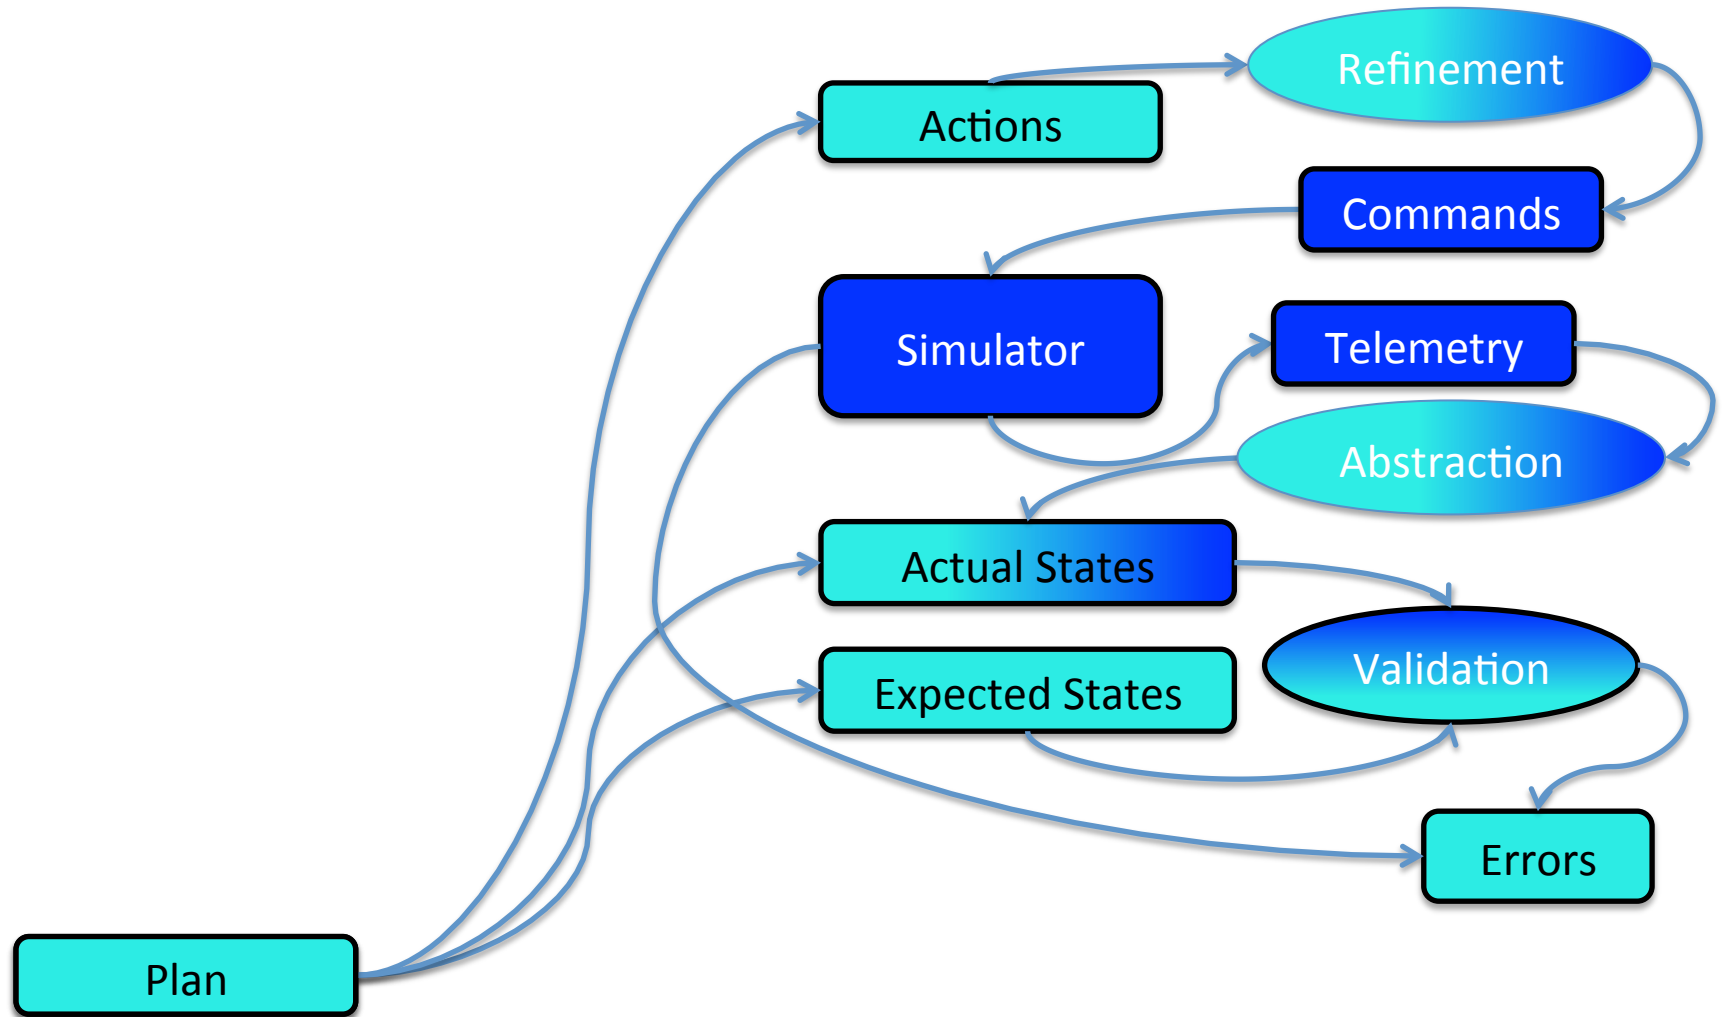 Refinement
Actions
Commands
Simulator
Telemetry
Abstraction
Actual States
Validation
Expected States
Errors
Plan